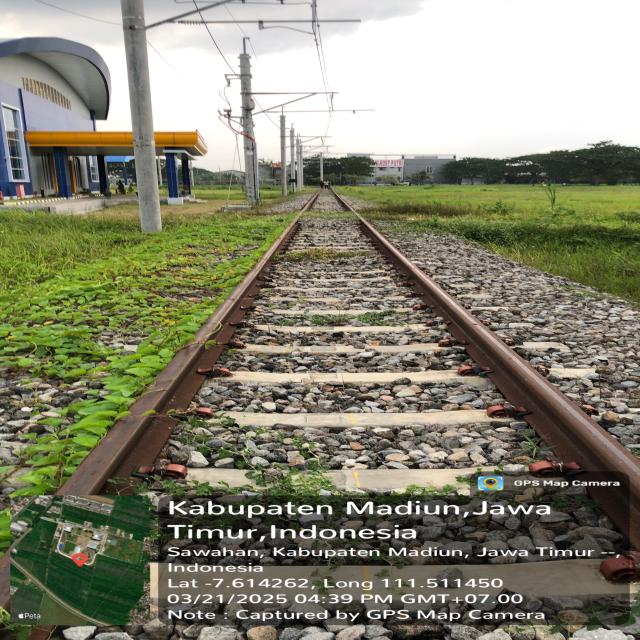 GPS Map Camera
Kabupaten Madiun,Jawa
Timur,Indonesia
Sawahan, Kabupaten Madiun, Jawa Timur --,
Indonesia
Lat -7.614262, Long 111.511450
03/21/2025 04:39 PM GMT+07:00
Note : Captured by GPS Map Camera
Peta